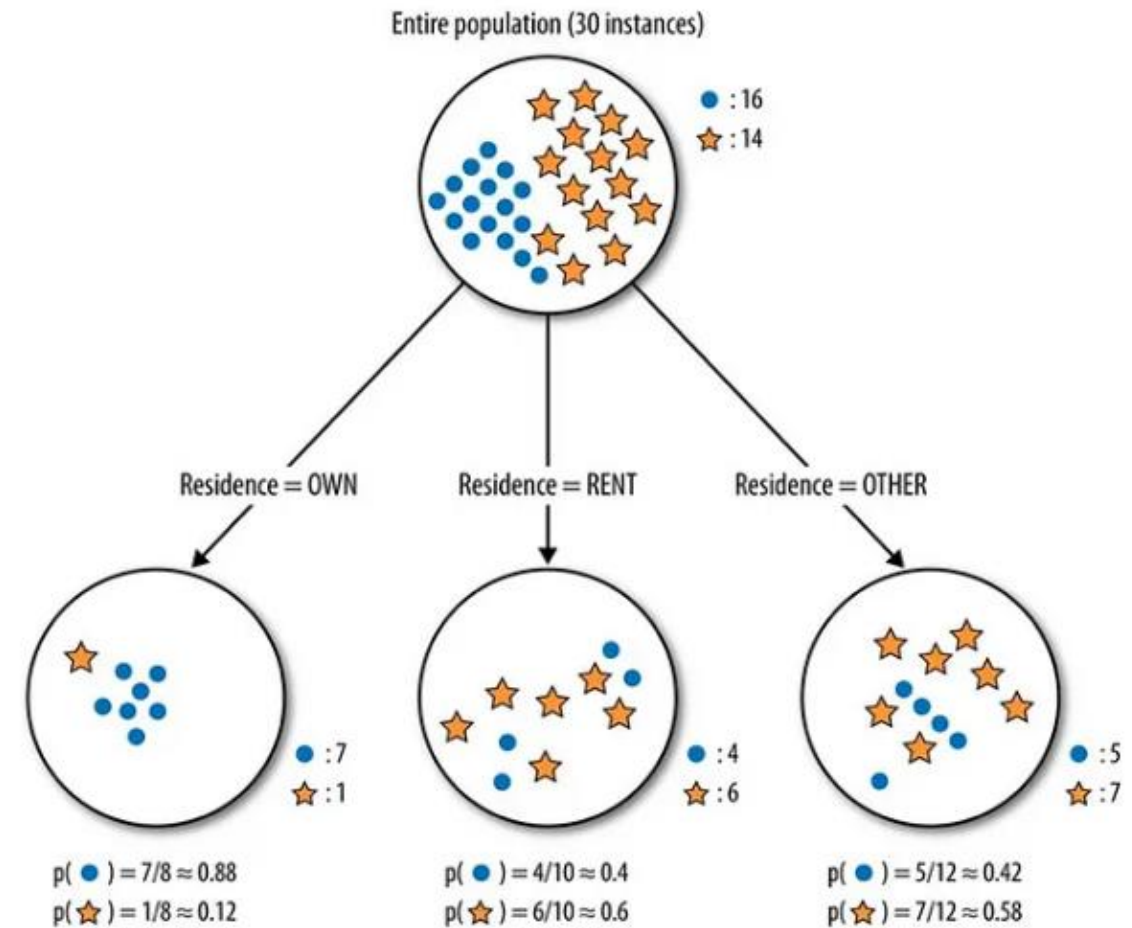 Entire population (30 instances)
: 16
: 14
Residence = OWN
Residence = RENT
Residence = OTHER
: 7
: 1
: 4
: 6
: 5
: 7
p( ) = 7/8 ≈ 0.88
p( ) = 1/8 ≈ 0.12
p( ) = 4/10 ≈ 0.4
p( ) = 6/10 ≈ 0.6
p( ) = 5/12 ≈ 0.42
p( ) = 7/12 ≈ 0.58